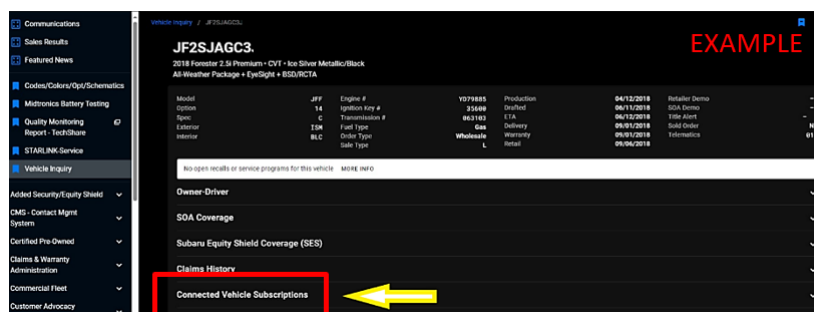 Communications
Sales Results
Featured News
Codes/Colors/Opt/Schematics
Midtronics Battery Testing
Quality Monitoring
Report - TechShare
STARLINK-Service
Vehicle Inquiry
Added Security/Equity Shield
CMS - Contact Mgmt
System
Certified Pre-Owned
Claims & Warranty
Administration
Commercial Fleet
Customer Advocacy
Vehicle Inquiry / JF2SJAGC3
EXAMPLE
JF2SJAGC3
2018 Forester 2.5i Premium • CVT • Ice Silver Metallic/Black
All-Weather Package + EyeSight + BSD/RCTA
Model JFF Engine # YD79885 Production 04/12/2018 Retailer Demo -
Option 14 Ignition Key # 35600 Drafted 06/11/2018 SOA Demo -
Spec C Transmission # 063103 ETA 06/12/2018 Title Alert -
Exterior ISM Fuel Type Gas Delivery 09/01/2018 Sold Order N
Interior BLC Order Type Wholesale Warranty 09/01/2018 Telematics 01
Sale Type L Retail 09/06/2018
No open recalls or service programs for this vehicle MORE INFO
Owner-Driver
SOA Coverage
Subaru Equity Shield Coverage (SES)
Claims History
Connected Vehicle Subscriptions